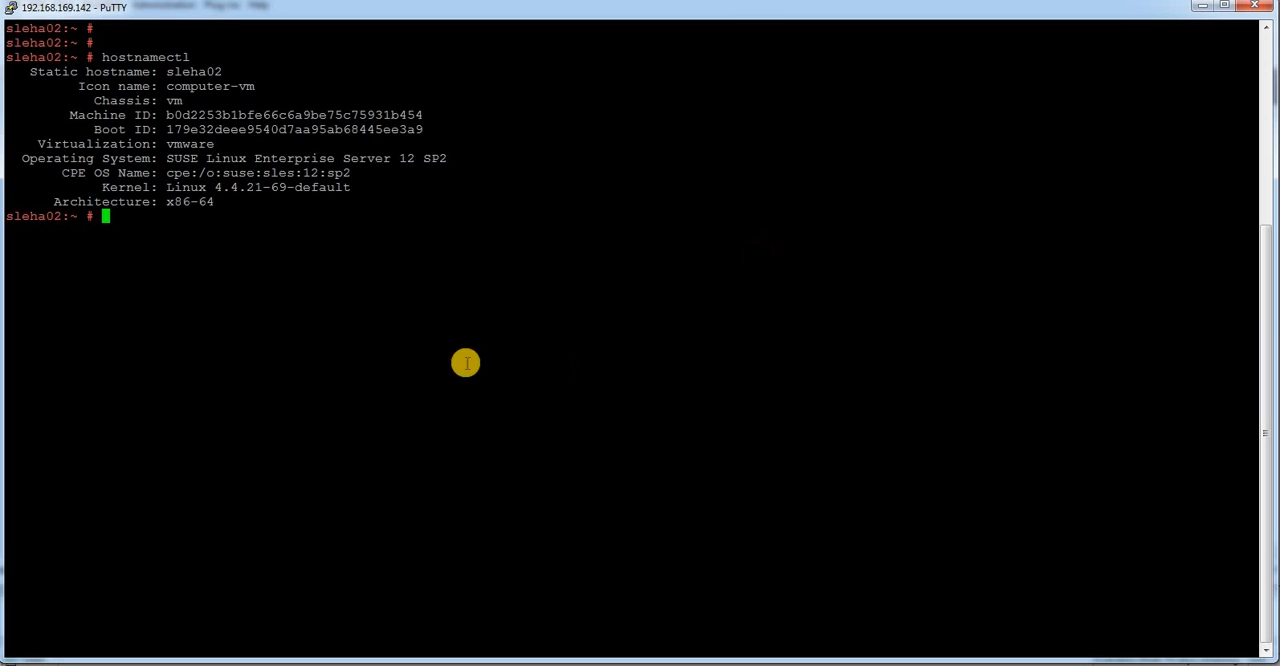 192.168.169.142 - PuTTY
sleha02:~ #
sleha02:~ #
sleha02:~ # hostnamectl
Static hostname: sleha02
Icon name: computer-vm
Chassis: vm
Machine ID: b0d2253b1bfe66c6a9be75c75931b454
Boot ID: 179e32deee9540d7aa95ab68445ee3a9
Virtualization: vmware
Operating System: SUSE Linux Enterprise Server 12 SP2
CPE OS Name: cpe:/o:suse:sles:12:sp2
Kernel: Linux 4.4.21-69-default
Architecture: x86-64
sleha02:~ #